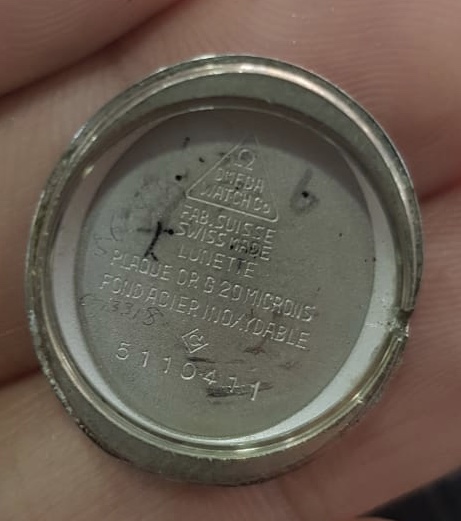 Ω
OMEGA
WATCH Co
FAB. SUISSE
SWISS MADE
LUNETTE
PLAQUE OR G 20 MICRONS
FOND ACIER INOXYDABLE
5110411